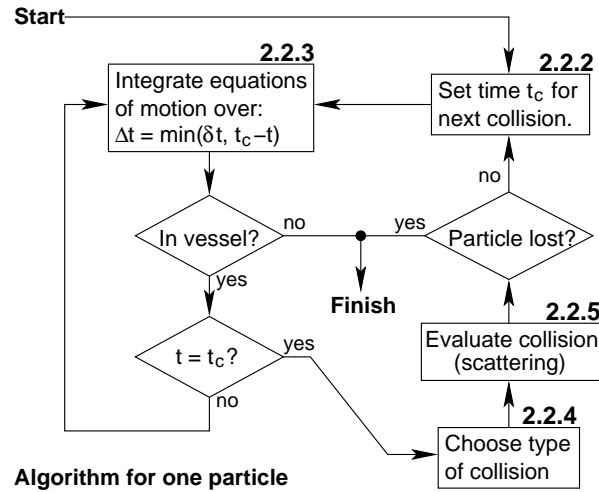 Start
2.2.3
Integrate equations
of motion over:
Δt = min(δt, t_c−t)
2.2.2
Set time t_c for
next collision.
no
In vessel?
no
yes
Particle lost?
yes
Finish
2.2.5
Evaluate collision
(scattering)
t = t_c?
yes
no
2.2.4
Choose type
of collision
Algorithm for one particle